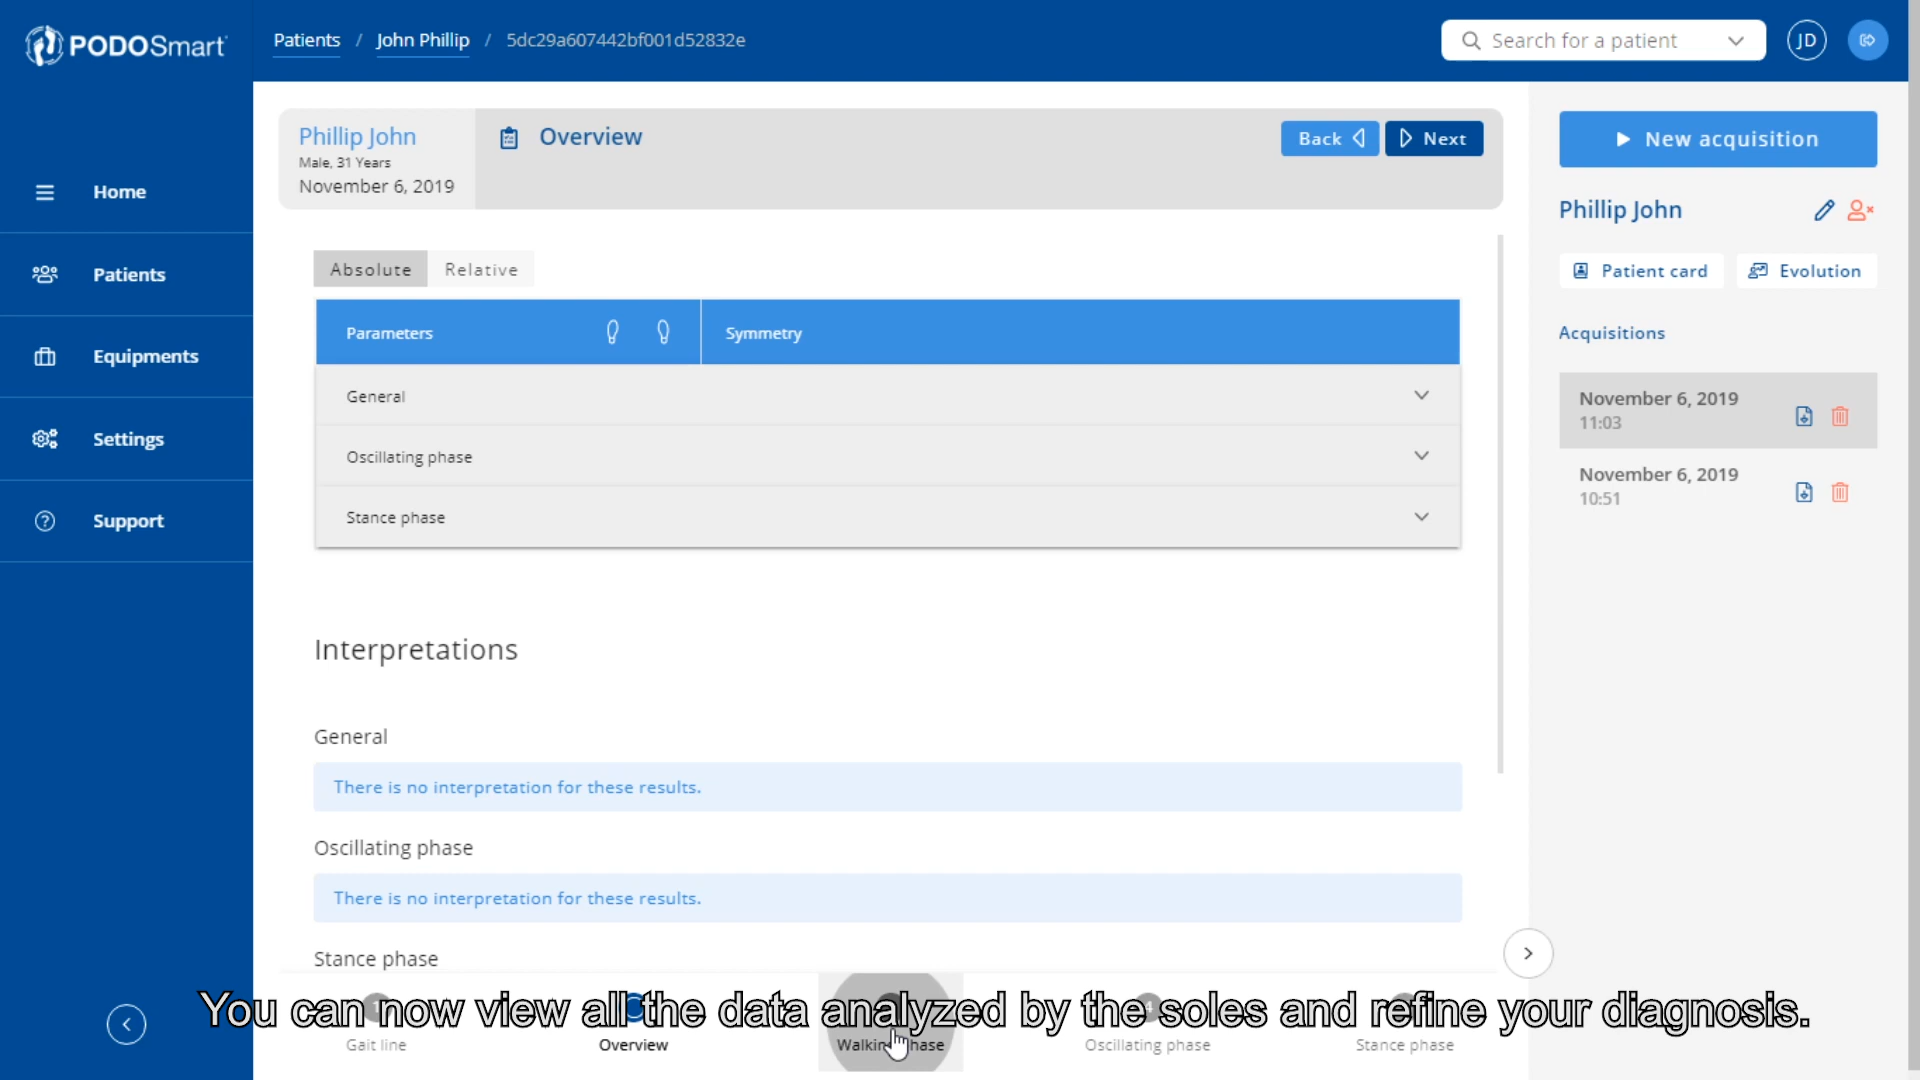 PODOSmart
Patients / John Phillip / 5dc29a607442bf001d52832e
Search for a patient
JD
Home
Patients
Equipments
Settings
Support
Phillip John
Male, 31 Years
November 6, 2019
Overview
Back
Next
Absolute
Relative
Parameters
Symmetry
General
Oscillating phase
Stance phase
Interpretations
General
There is no interpretation for these results.
Oscillating phase
There is no interpretation for these results.
Stance phase
New acquisition
Phillip John
Patient card
Evolution
Acquisitions
November 6, 2019
11:03
November 6, 2019
10:51
You can now view all the data analyzed by the soles and refine your diagnosis.
Gait line
Overview
Oscillating phase
Stance phase